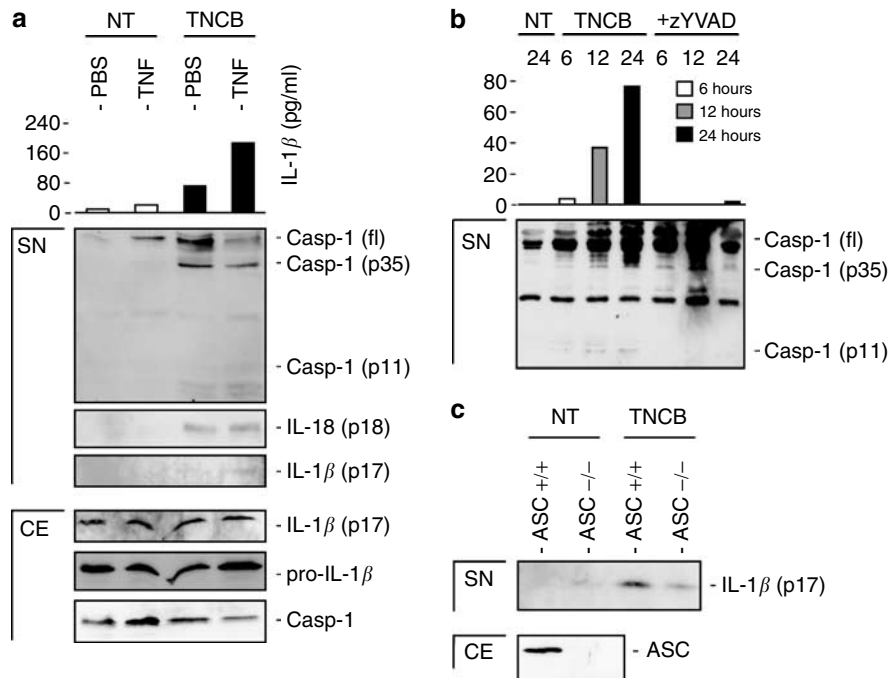 a
NT TNCB
- PBS - TNF - PBS - TNF
IL-1β (pg/ml)
240 -
160 -
80 -
0 -
SN
- Casp-1 (fl)
- Casp-1 (p35)
- Casp-1 (p11)
- IL-18 (p18)
- IL-1β (p17)
CE
- IL-1β (p17)
- pro-IL-1β
- Casp-1
b
NT TNCB +zYVAD
24 6 12 24 6 12 24
80
60
40
20
0
6 hours
12 hours
24 hours
SN
- Casp-1 (fl)
- Casp-1 (p35)
- Casp-1 (p11)
c
NT TNCB
- ASC +/+ - ASC –/– - ASC +/+ - ASC –/–
SN
- IL-1β (p17)
CE
- ASC